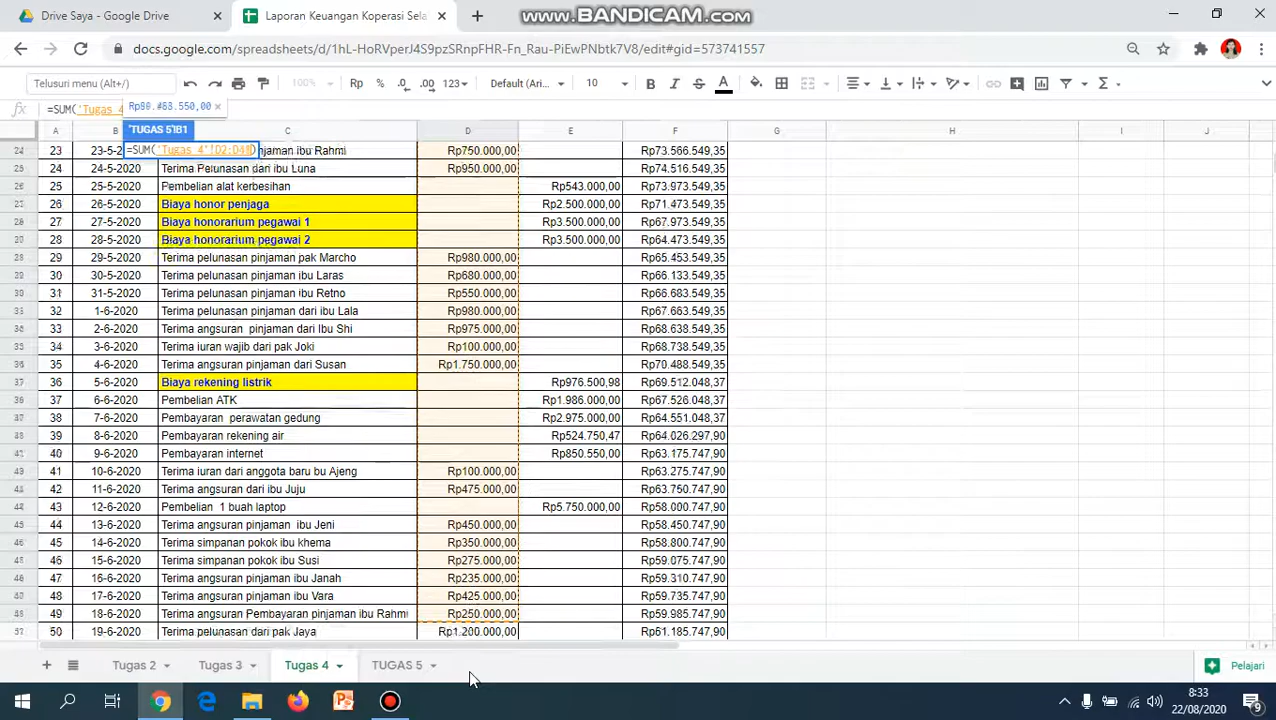 www.BANDICAM.com
Drive Saya - Google Drive
Laporan Keuangan Koperasi Sela
docs.google.com/spreadsheets/d/1hL-HoRVperJ4S9pzSRnpFHR-Fn_Rau-PiEwPNbtk7V8/edit#gid=573741557
Telusuri menu (Alt+/) 100% Rp % .0 .00 123 Default (Ari... 10 B I S A
fx =SUM('Tugas 4
'TUGAS 5'!B1
=SUM('Tugas 4'!D2:D4
A B C D E F G H I J
23 23-5-2 njaman ibu Rahmi Rp750.000,00 Rp73.566.549,35
24 24-5-2020 Terima Pelunasan dari ibu Luna Rp950.000,00 Rp74.516.549,35
25 25-5-2020 Pembelian alat kerbesihan Rp543.000,00 Rp73.973.549,35
26 26-5-2020 Biaya honor penjaga Rp2.500.000,00 Rp71.473.549,35
27 27-5-2020 Biaya honorarium pegawai 1 Rp3.500.000,00 Rp67.973.549,35
28 28-5-2020 Biaya honorarium pegawai 2 Rp3.500.000,00 Rp64.473.549,35
29 29-5-2020 Terima pelunasan pinjaman pak Marcho Rp980.000,00 Rp65.453.549,35
30 30-5-2020 Terima pelunasan pinjaman ibu Laras Rp680.000,00 Rp66.133.549,35
31 31-5-2020 Terima pelunasan pinjaman ibu Retno Rp550.000,00 Rp66.683.549,35
32 1-6-2020 Terima pelunasan pinjaman dari ibu Lala Rp980.000,00 Rp67.663.549,35
33 2-6-2020 Terima angsuran pinjaman dari Ibu Shi Rp975.000,00 Rp68.638.549,35
34 3-6-2020 Terima iuran wajib dari pak Joki Rp100.000,00 Rp68.738.549,35
35 4-6-2020 Terima angsuran pinjaman dari Susan Rp1.750.000,00 Rp70.488.549,35
36 5-6-2020 Biaya rekening listrik Rp976.500,98 Rp69.512.048,37
37 6-6-2020 Pembelian ATK Rp1.986.000,00 Rp67.526.048,37
38 7-6-2020 Pembayaran perawatan gedung Rp2.975.000,00 Rp64.551.048,37
39 8-6-2020 Pembayaran rekening air Rp524.750,47 Rp64.026.297,90
40 9-6-2020 Pembayaran internet Rp850.550,00 Rp63.175.747,90
41 10-6-2020 Terima iuran dari anggota baru bu Ajeng Rp100.000,00 Rp63.275.747,90
42 11-6-2020 Terima angsuran dari ibu Juju Rp475.000,00 Rp63.750.747,90
43 12-6-2020 Pembelian 1 buah laptop Rp5.750.000,00 Rp58.000.747,90
44 13-6-2020 Terima angsuran pinjaman ibu Jeni Rp450.000,00 Rp58.450.747,90
45 14-6-2020 Terima simpanan pokok ibu khema Rp350.000,00 Rp58.800.747,90
46 15-6-2020 Terima simpanan pokok ibu Susi Rp275.000,00 Rp59.075.747,90
47 16-6-2020 Terima angsuran pinjaman ibu Janah Rp235.000,00 Rp59.310.747,90
48 17-6-2020 Terima angsuran pinjaman ibu Vara Rp425.000,00 Rp59.735.747,90
49 18-6-2020 Terima angsuran Pembayaran pinjaman ibu Rahmi Rp250.000,00 Rp59.985.747,90
50 19-6-2020 Terima pelunasan dari pak Jaya Rp1.200.000,00 Rp61.185.747,90
Tugas 2 Tugas 3 Tugas 4 TUGAS 5 Pelajari
8:33
22/08/2020
9